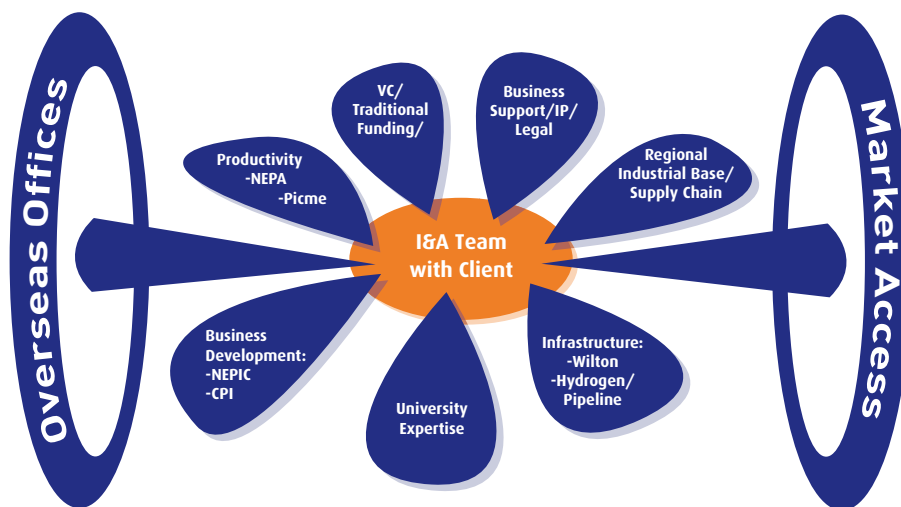 Overseas Offices
VC/
Traditional
Funding/
Business
Support/IP/
Legal
Productivity
-NEPA
-Picme
Regional
Industrial Base/
Supply Chain
I&A Team
with Client
Business
Development:
-NEPIC
-CPI
University
Expertise
Infrastructure:
-Wilton
-Hydrogen/
Pipeline
Market Access